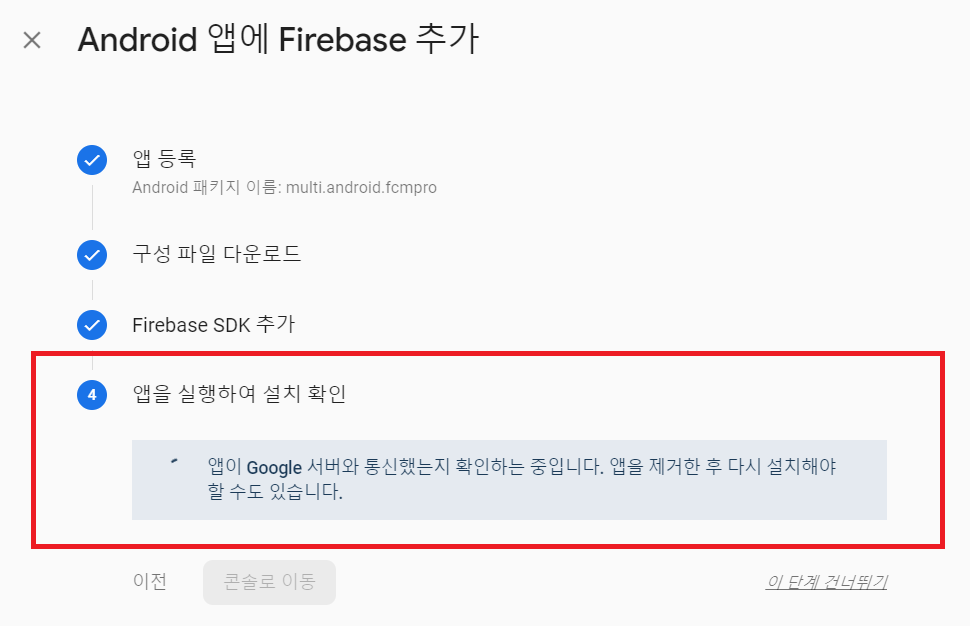 Android 앱에 Firebase 추가
앱 등록
Android 패키지 이름: multi.android.fcmpro
구성 파일 다운로드
Firebase SDK 추가
4 앱을 실행하여 설치 확인
앱이 Google 서버와 통신했는지 확인하는 중입니다. 앱을 제거한 후 다시 설치해야
할 수도 있습니다.
이전 콘솔로 이동 이 단계 건너뛰기